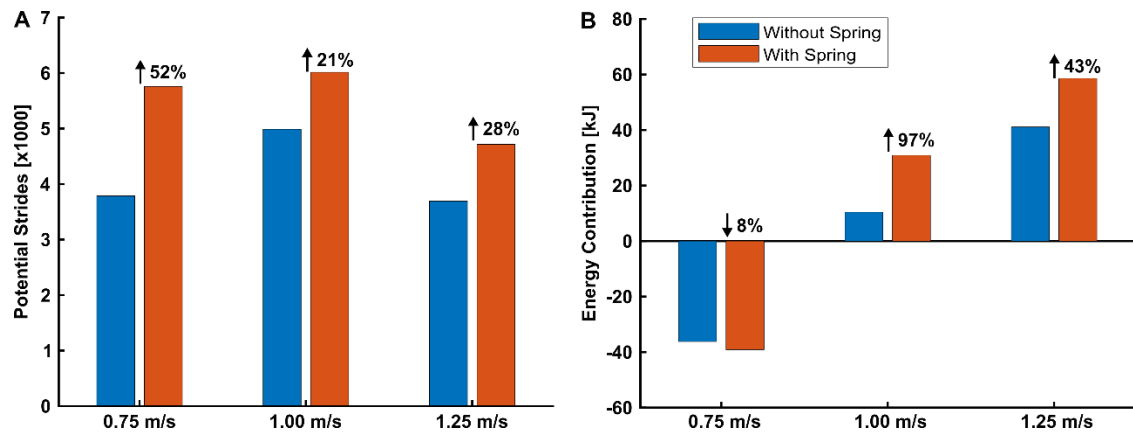 A
Potential Strides [x1000]
7
6
5
4
3
2
1
0
52%
21%
28%
0.75 m/s
1.00 m/s
1.25 m/s
B
Energy Contribution [kJ]
80
60
40
20
0
-20
-40
-60
Without Spring
With Spring
8%
97%
43%
0.75 m/s
1.00 m/s
1.25 m/s